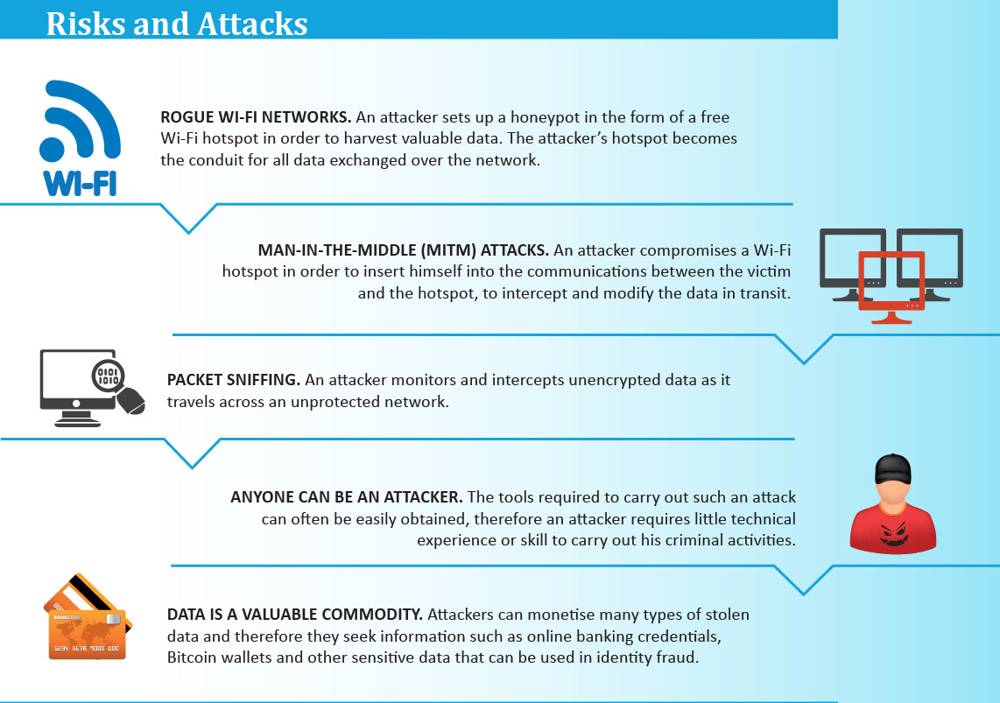 Risks and Attacks
WI-FI
ROGUE WI-FI NETWORKS. An attacker sets up a honeypot in the form of a free
Wi-Fi hotspot in order to harvest valuable data. The attacker’s hotspot becomes
the conduit for all data exchanged over the network.
MAN-IN-THE-MIDDLE (MITM) ATTACKS. An attacker compromises a Wi-Fi
hotspot in order to insert himself into the communications between the victim
and the hotspot, to intercept and modify the data in transit.
0101
1010
PACKET SNIFFING. An attacker monitors and intercepts unencrypted data as it
travels across an unprotected network.
ANYONE CAN BE AN ATTACKER. The tools required to carry out such an attack
can often be easily obtained, therefore an attacker requires little technical
experience or skill to carry out his criminal activities.
BANKCARD
1234 5678 9000 000
DATA IS A VALUABLE COMMODITY. Attackers can monetise many types of stolen
data and therefore they seek information such as online banking credentials,
Bitcoin wallets and other sensitive data that can be used in identity fraud.